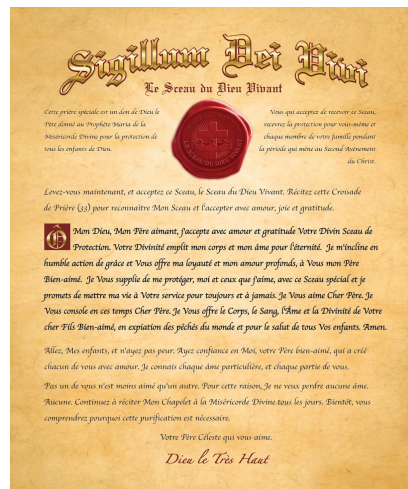 Sigillum Dei Vivi
Le Sceau du Dieu Vivant
Cette prière spéciale est un don de Dieu le
Père donné au Prophète Maria de la
Miséricorde Divine pour la protection de
tous les enfants de Dieu.
Vous qui acceptez de recevoir ce Sceau,
recevrez la protection pour vous-même et
chaque membre de votre famille pendant
la période qui mène au Second Avènement
du Christ.
LE SCEAU DU DIEU VIVANT
Levez-vous maintenant, et acceptez ce Sceau, le Sceau du Dieu Vivant. Récitez cette Croisade
de Prière (33) pour reconnaître Mon Sceau et l'accepter avec amour, joie et gratitude.
Ô Mon Dieu, Mon Père aimant, j'accepte avec amour et gratitude Votre Divin Sceau de
Protection. Votre Divinité emplit mon corps et mon âme pour l'éternité. Je m'incline en
humble action de grâce et Vous offre ma loyauté et mon amour profonds, à Vous mon Père
Bien-aimé. Je Vous supplie de me protéger, moi et ceux que j'aime, avec ce Sceau spécial et je
promets de mettre ma vie à Votre service pour toujours et à jamais. Je Vous aime Cher Père. Je
Vous console en ces temps Cher Père. Je Vous offre le Corps, le Sang, l'Âme et la Divinité de Votre
cher Fils Bien-aimé, en expiation des péchés du monde et pour le salut de tous Vos enfants. Amen.
Allez, Mes enfants, et n'ayez pas peur. Ayez confiance en Moi, votre Père bien-aimé, qui a créé
chacun de vous avec amour. Je connais chaque âme particulière, et chaque partie de vous.
Pas un de vous n'est moins aimé qu'un autre. Pour cette raison, Je ne veux perdre aucune âme.
Aucune. Continuez à réciter Mon Chapelet à la Miséricorde Divine tous les jours. Bientôt, vous
comprendrez pourquoi cette purification est nécessaire.
Votre Père Céleste qui vous aime.
Dieu le Très Haut